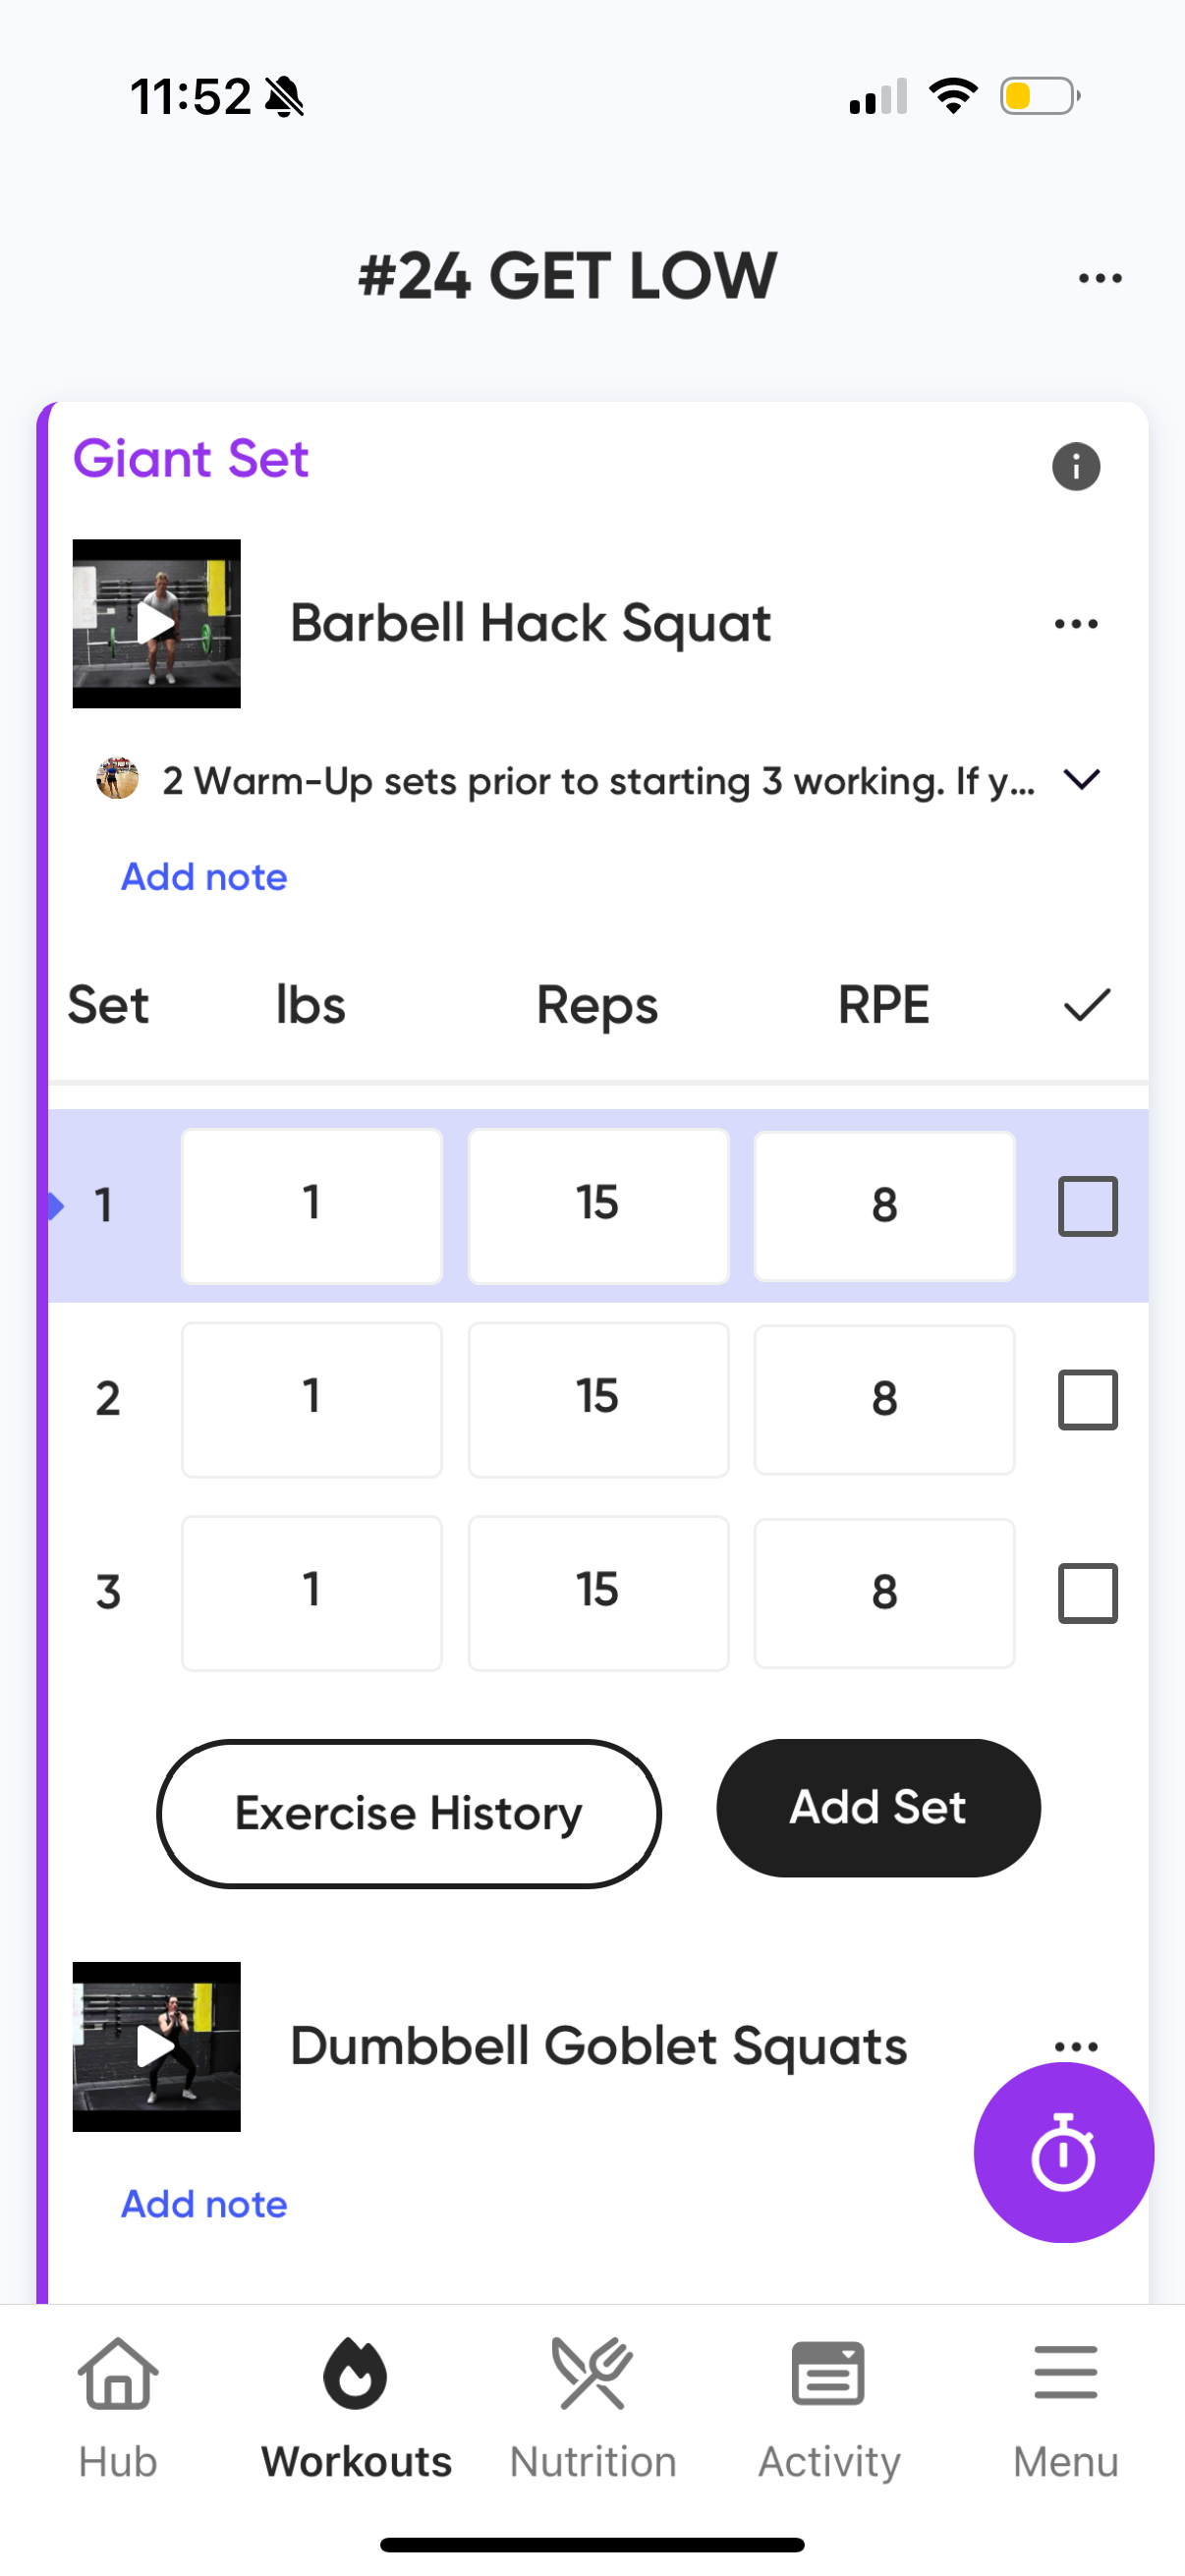 11:52
#24 GET LOW
Giant Set
Barbell Hack Squat
2 Warm-Up sets prior to starting 3 working. If y...
Add note
Set lbs Reps RPE
1 1 15 8
2 1 15 8
3 1 15 8
Exercise History Add Set
Dumbbell Goblet Squats
Add note
Hub Workouts Nutrition Activity Menu